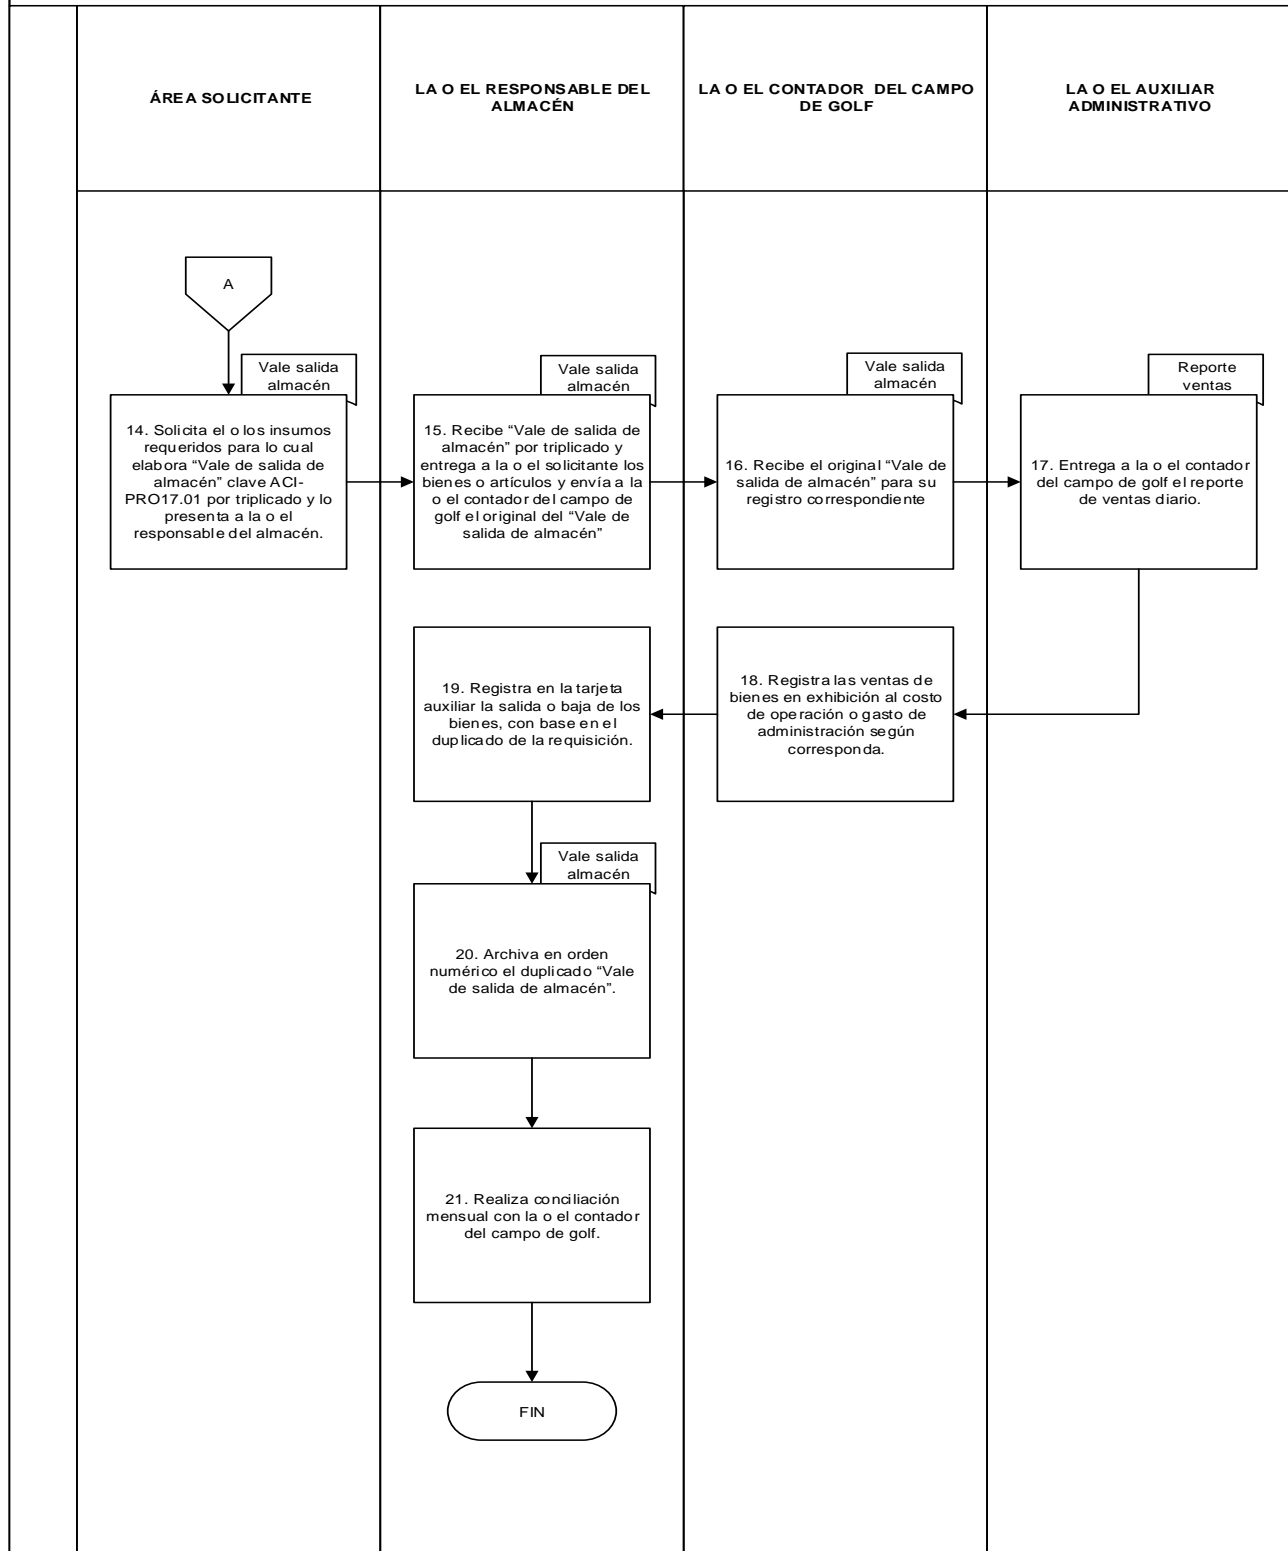 ÁREA SOLICITANTE
LA O EL RESPONSABLE DEL
ALMACÉN
LA O EL CONTADOR DEL CAMPO
DE GOLF
LA O EL AUXILIAR
ADMINISTRATIVO
A
Vale salida
almacén
14. Solicita el o los insumos
requeridos para lo cual
elabora “Vale de salida de
almacén” clave ACI-
PRO17.01 por triplicado y lo
presenta a la o el
responsable del almacén.
Vale salida
almacén
15. Recibe “Vale de salida de
almacén” por triplicado y
entrega a la o el solicitante los
bienes o artículos y envía a la
o el contador del campo de
golf el original del “Vale de
salida de almacén”
Vale salida
almacén
16. Recibe el original “Vale de
salida de almacén” para su
registro correspondiente
Reporte
ventas
17. Entrega a la o el contador
del campo de golf el reporte
de ventas diario.
18. Registra las ventas de
bienes en exhibición al costo
de operación o gasto de
administración según
corresponda.
19. Registra en la tarjeta
auxiliar la salida o baja de los
bienes, con base en el
duplicado de la requisición.
Vale salida
almacén
20. Archiva en orden
numérico el duplicado “Vale
de salida de almacén”.
21. Realiza conciliación
mensual con la o el contador
del campo de golf.
FIN